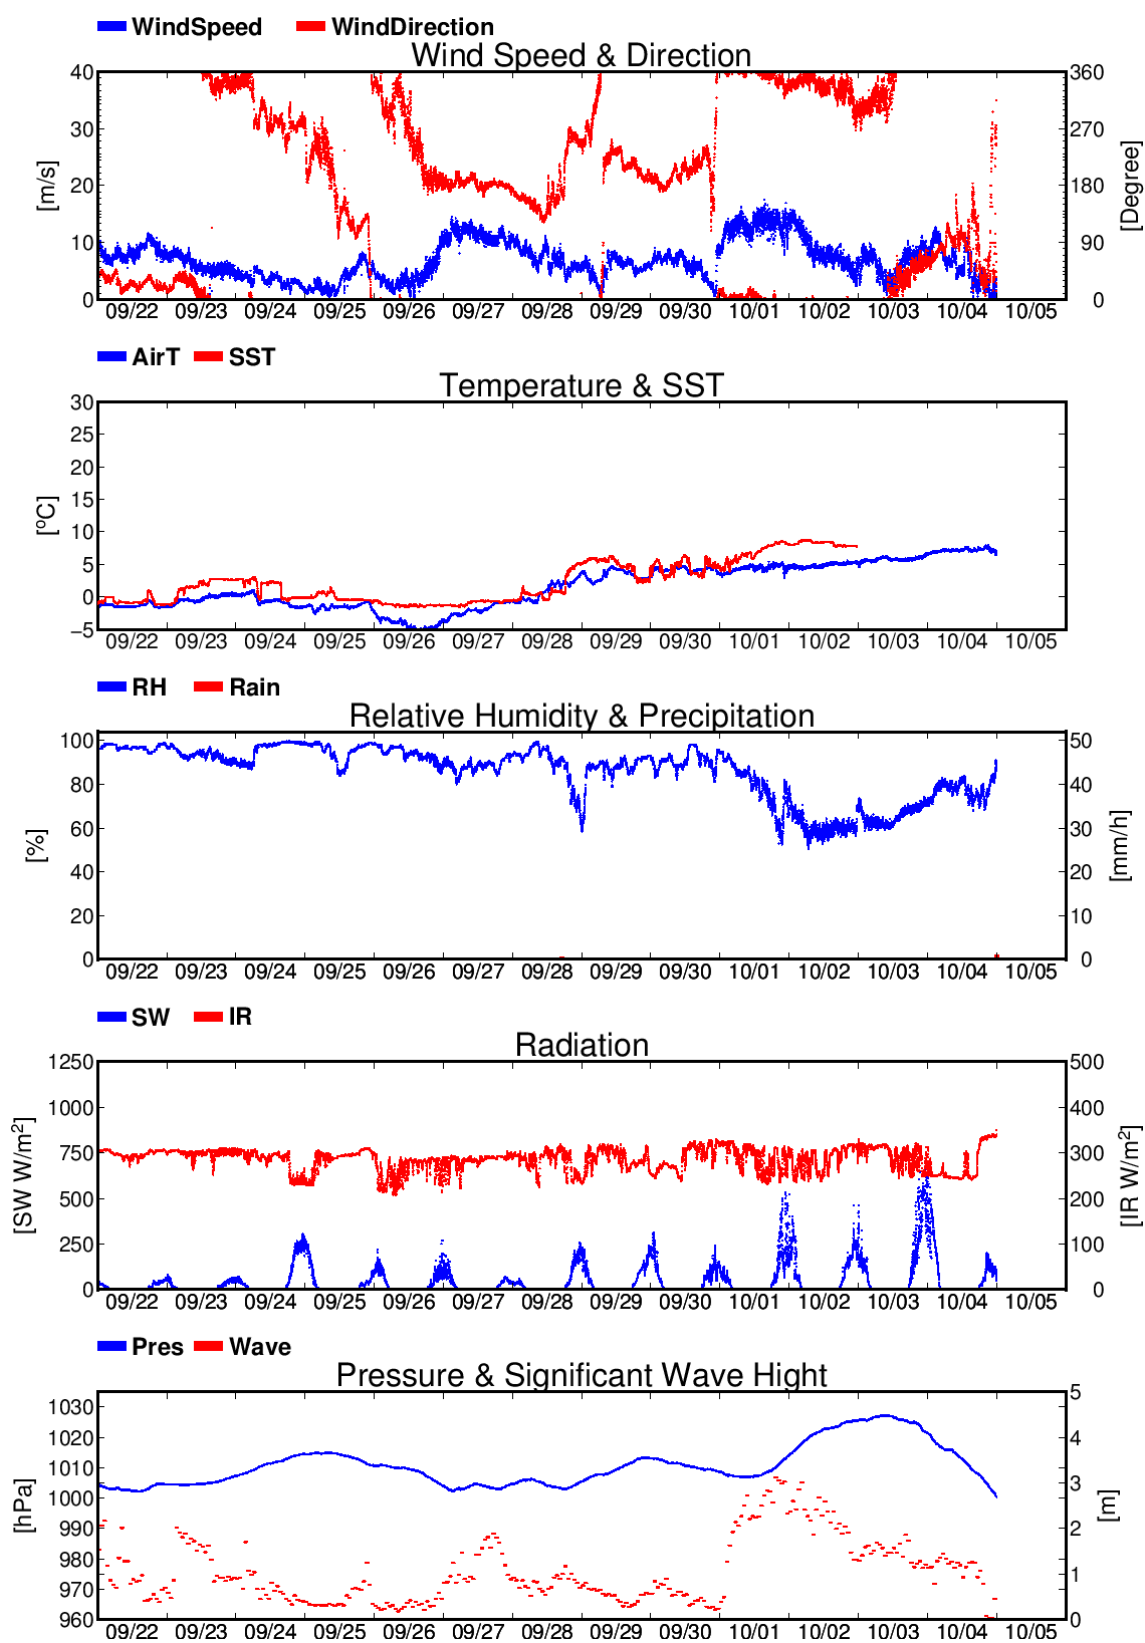 WindSpeed WindDirection
Wind Speed & Direction
40 360
30 270
20 180
10 90
0 0
[m/s]
[Degree]
09/22 09/23 09/24 09/25 09/26 09/27 09/28 09/29 09/30 10/01 10/02 10/03 10/04 10/05
AirT SST
Temperature & SST
30
25
20
15
10
5
0
−5
[ºC]
09/22 09/23 09/24 09/25 09/26 09/27 09/28 09/29 09/30 10/01 10/02 10/03 10/04 10/05
RH Rain
Relative Humidity & Precipitation
100 50
80 40
60 30
40 20
20 10
0 0
[%]
[mm/h]
09/22 09/23 09/24 09/25 09/26 09/27 09/28 09/29 09/30 10/01 10/02 10/03 10/04 10/05
SW IR
Radiation
1250 500
1000 400
750 300
500 200
250 100
0 0
[SW W/m²]
[IR W/m²]
09/22 09/23 09/24 09/25 09/26 09/27 09/28 09/29 09/30 10/01 10/02 10/03 10/04 10/05
Pres Wave
Pressure & Significant Wave Hight
1030 5
1020 4
1010 3
1000 2
990 1
980 0
970
960
[hPa]
[m]
09/22 09/23 09/24 09/25 09/26 09/27 09/28 09/29 09/30 10/01 10/02 10/03 10/04 10/05